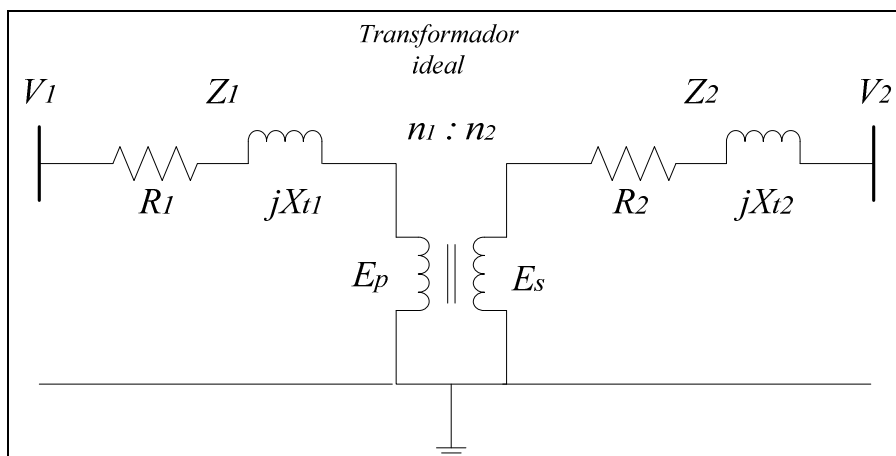 Transformador
ideal
V1
Z1
n1 : n2
Z2
V2
R1
jXt1
R2
jXt2
Ep
Es